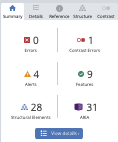 Summary Details Reference Structure Contrast
0 1
Errors Contrast Errors
4 9
Alerts Features
28 31
Structural Elements ARIA
View details